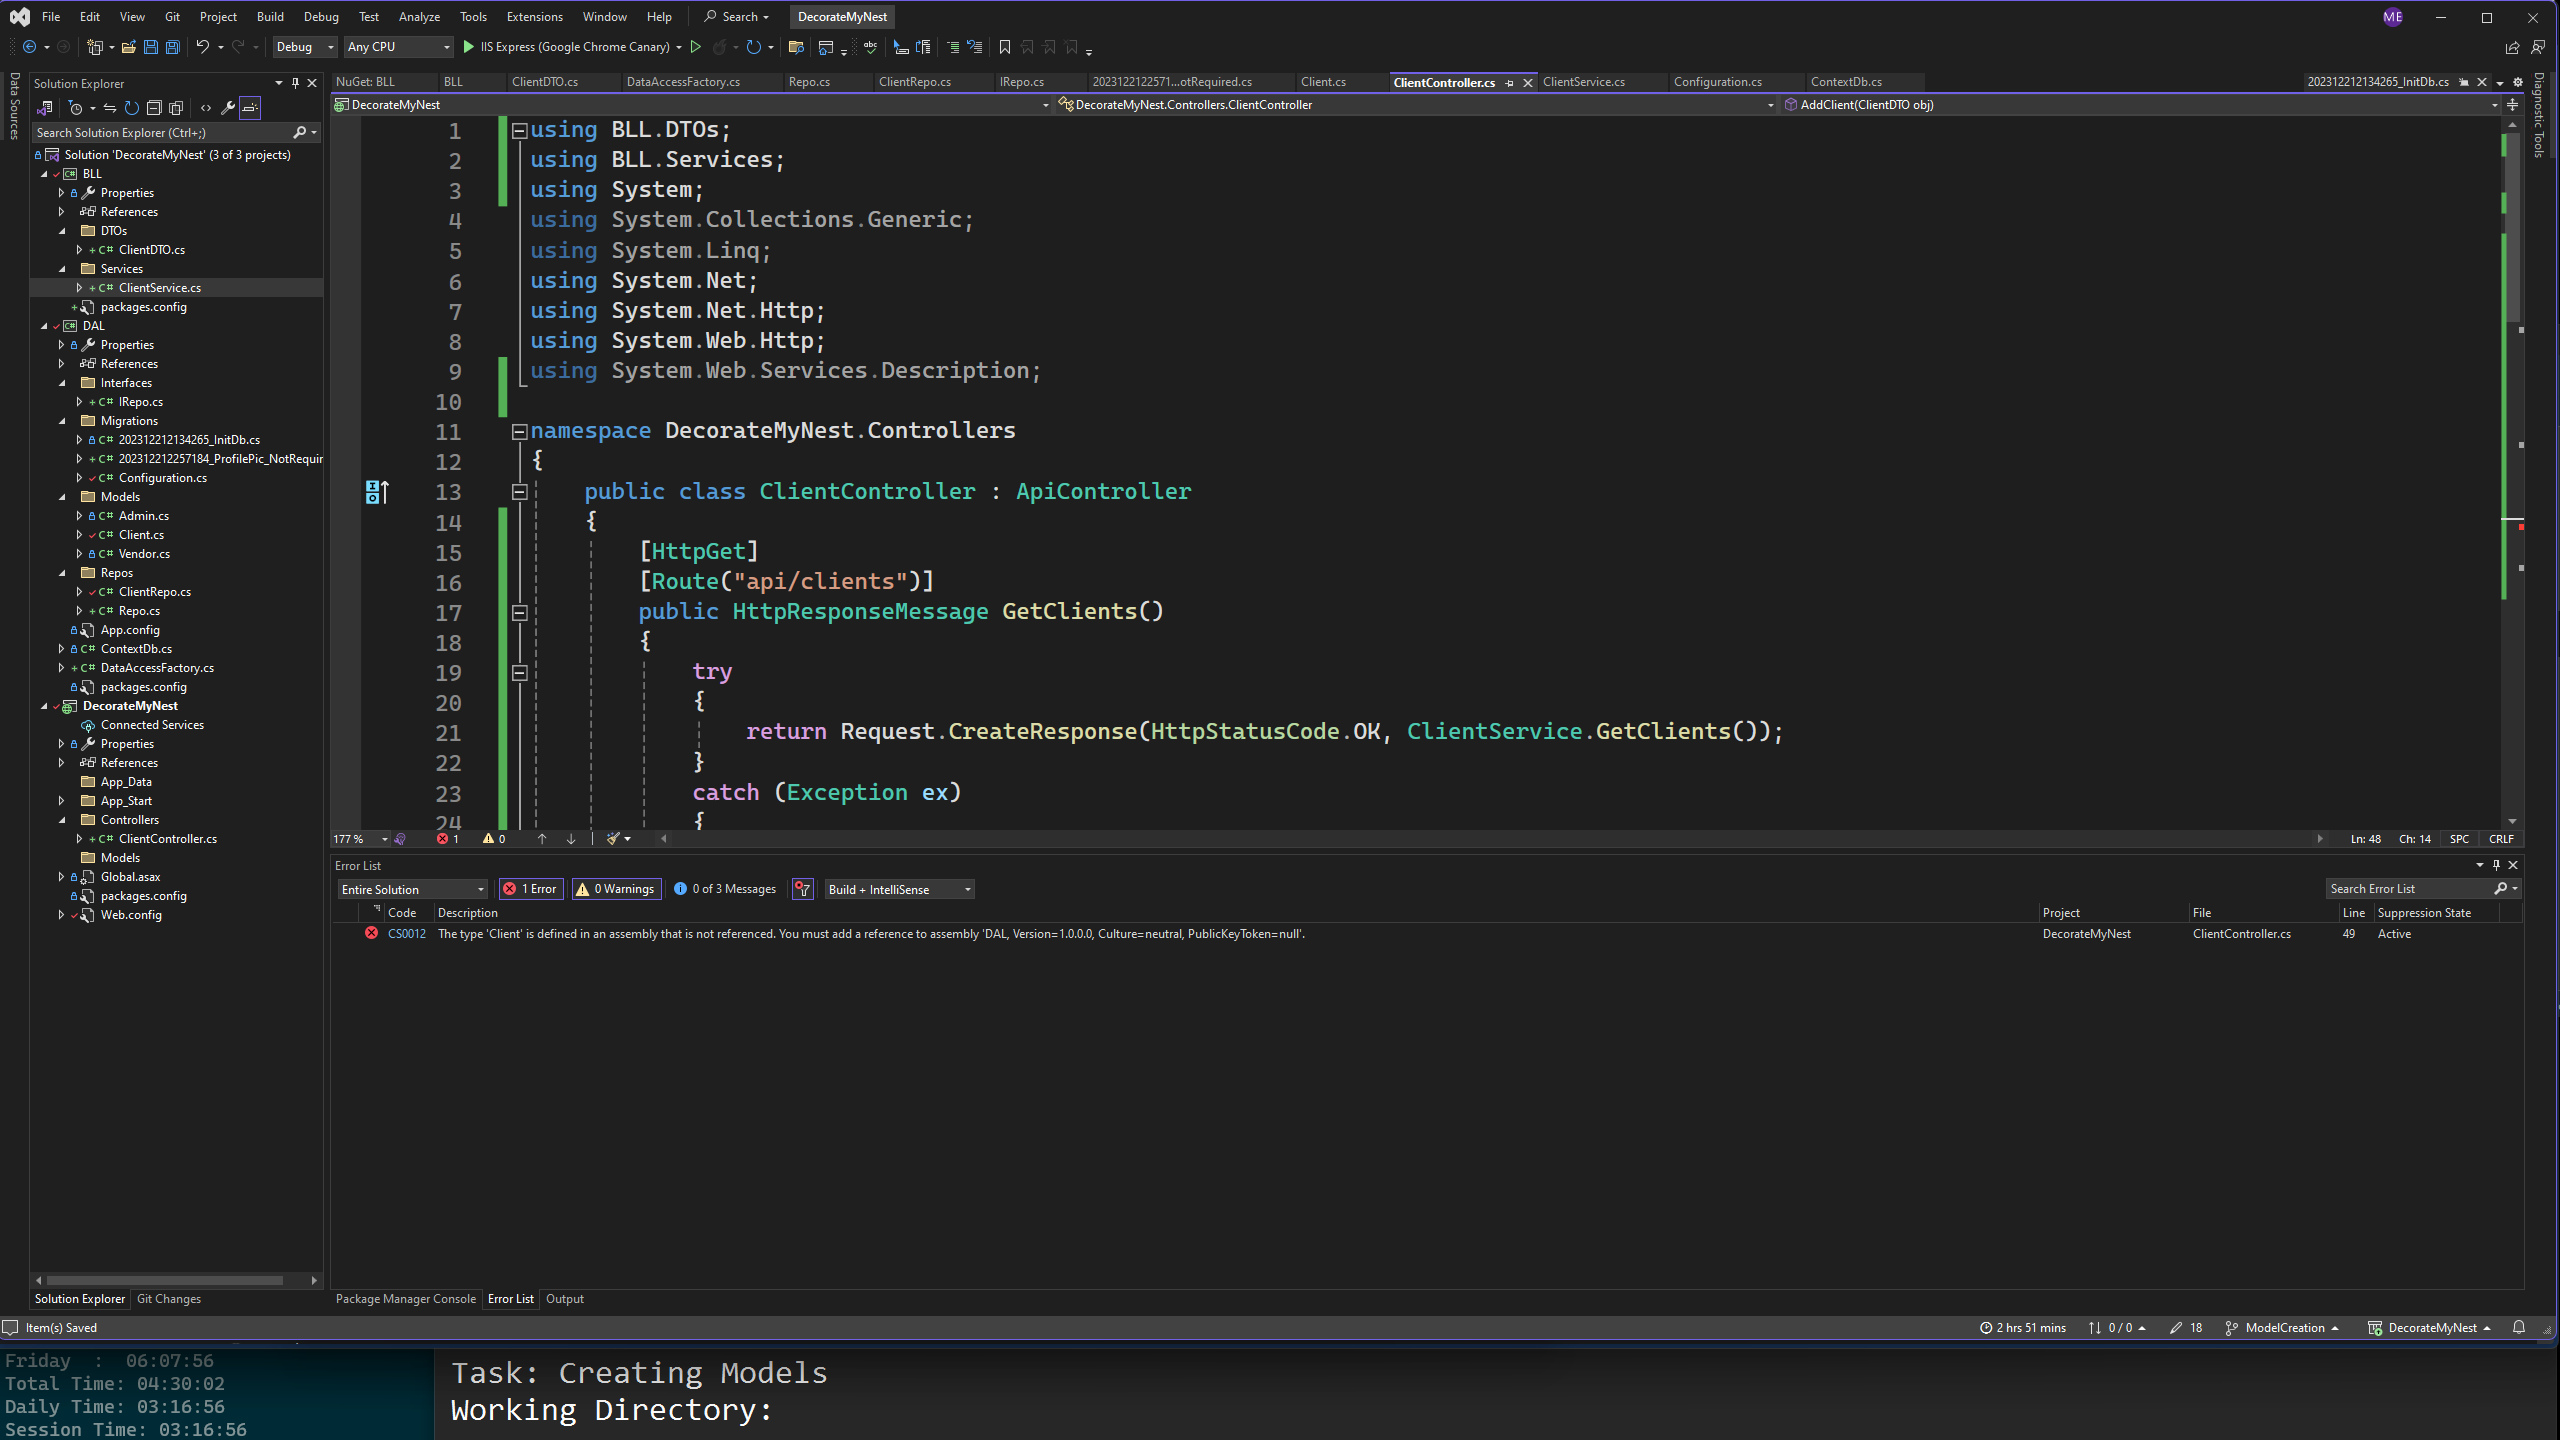 File Edit View Git Project Build Debug Test Analyze Tools Extensions Window Help Search DecorateMyNest ME
Debug Any CPU IIS Express (Google Chrome Canary)
Data Sources
Solution Explorer
Search Solution Explorer (Ctrl+;)
Solution 'DecorateMyNest' (3 of 3 projects)
BLL
Properties
References
DTOs
C# ClientDTO.cs
Services
C# ClientService.cs
packages.config
DAL
Properties
References
Interfaces
C# IRepo.cs
Migrations
C# 202312212134265_InitDb.cs
C# 202312212257184_ProfilePic_NotRequir
C# Configuration.cs
Models
C# Admin.cs
C# Client.cs
C# Vendor.cs
Repos
C# ClientRepo.cs
C# Repo.cs
App.config
C# ContextDb.cs
C# DataAccessFactory.cs
packages.config
DecorateMyNest
Connected Services
Properties
References
App_Data
App_Start
Controllers
C# ClientController.cs
Models
Global.asax
packages.config
Web.config
Solution Explorer Git Changes
NuGet: BLL BLL ClientDTO.cs DataAccessFactory.cs Repo.cs ClientRepo.cs IRepo.cs 2023122122571...otRequired.cs Client.cs ClientController.cs ClientService.cs Configuration.cs ContextDb.cs 202312212134265_InitDb.cs
DecorateMyNest DecorateMyNest.Controllers.ClientController AddClient(ClientDTO obj)
Diagnostic Tools
1 using BLL.DTOs;
2 using BLL.Services;
3 using System;
4 using System.Collections.Generic;
5 using System.Linq;
6 using System.Net;
7 using System.Net.Http;
8 using System.Web.Http;
9 using System.Web.Services.Description;
10
11 namespace DecorateMyNest.Controllers
12 {
13 public class ClientController : ApiController
14 {
15 [HttpGet]
16 [Route("api/clients")]
17 public HttpResponseMessage GetClients()
18 {
19 try
20 {
21 return Request.CreateResponse(HttpStatusCode.OK, ClientService.GetClients());
22 }
23 catch (Exception ex)
24 {
177 % 1 0 Ln: 48 Ch: 14 SPC CRLF
Error List
Entire Solution 1 Error 0 Warnings 0 of 3 Messages Build + IntelliSense Search Error List
Code Description Project File Line Suppression State
CS0012 The type 'Client' is defined in an assembly that is not referenced. You must add a reference to assembly 'DAL, Version=1.0.0.0, Culture=neutral, PublicKeyToken=null'. DecorateMyNest ClientController.cs 49 Active
Package Manager Console Error List Output
Item(s) Saved 2 hrs 51 mins 0 / 0 18 ModelCreation DecorateMyNest
Friday : 06:07:56
Total Time: 04:30:02
Daily Time: 03:16:56
Session Time: 03:16:56
Task: Creating Models
Working Directory: